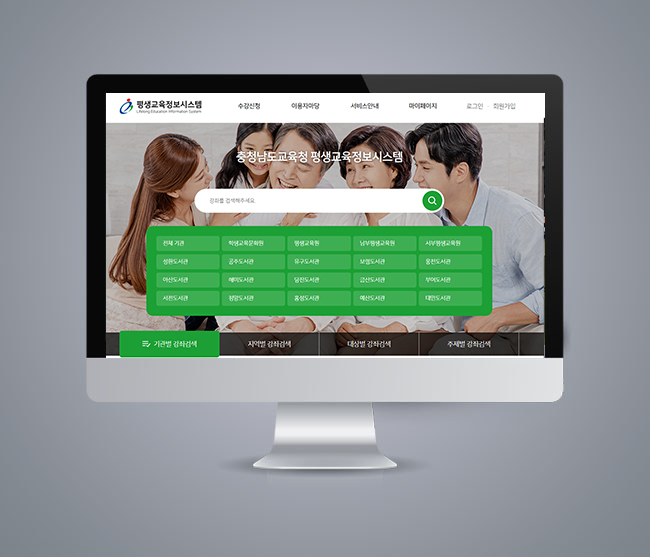 평생교육정보시스템
Lifelong Education Information System
수강신청 이용자마당 서비스안내 마이페이지 로그인 회원가입
충청남도교육청 평생교육정보시스템
강좌를 검색해주세요.
전체 기관 학생교육문화원 평생교육원 남부평생교육원 서부평생교육원
성환도서관 공주도서관 유구도서관 보령도서관 웅천도서관
아산도서관 해미도서관 당진도서관 금산도서관 부여도서관
서천도서관 청양도서관 홍성도서관 예산도서관 태안도서관
기관별 강좌검색 지역별 강좌검색 대상별 강좌검색 주제별 강좌검색